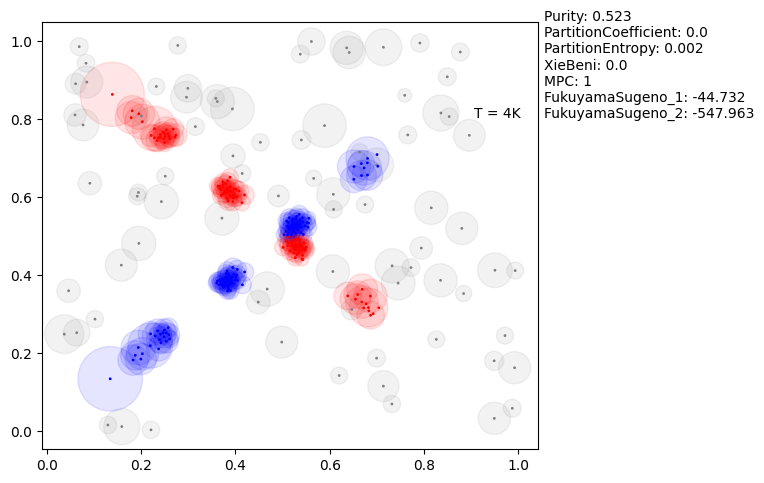 Purity: 0.523
PartitionCoefficient: 0.0
PartitionEntropy: 0.002
XieBeni: 0.0
MPC: 1
FukuyamaSugeno_1: -44.732
FukuyamaSugeno_2: -547.963
T = 4K
1.0
0.8
0.6
0.4
0.2
0.0
0.0 0.2 0.4 0.6 0.8 1.0